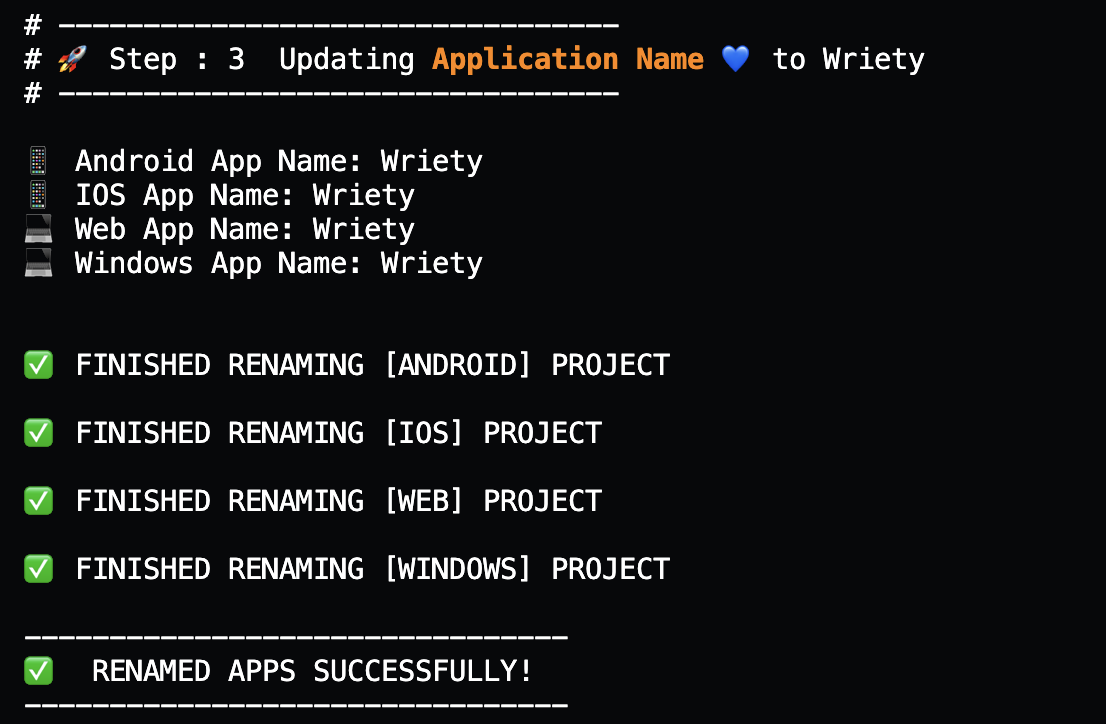 # ---------------------------------
# 🚀 Step : 3  Updating Application Name 💙 to Wriety
# ---------------------------------
📱 Android App Name: Wriety
📱 IOS App Name: Wriety
💻 Web App Name: Wriety
💻 Windows App Name: Wriety
✅ FINISHED RENAMING [ANDROID] PROJECT
✅ FINISHED RENAMING [IOS] PROJECT
✅ FINISHED RENAMING [WEB] PROJECT
✅ FINISHED RENAMING [WINDOWS] PROJECT
--------------------------------
✅  RENAMED APPS SUCCESSFULLY!
--------------------------------